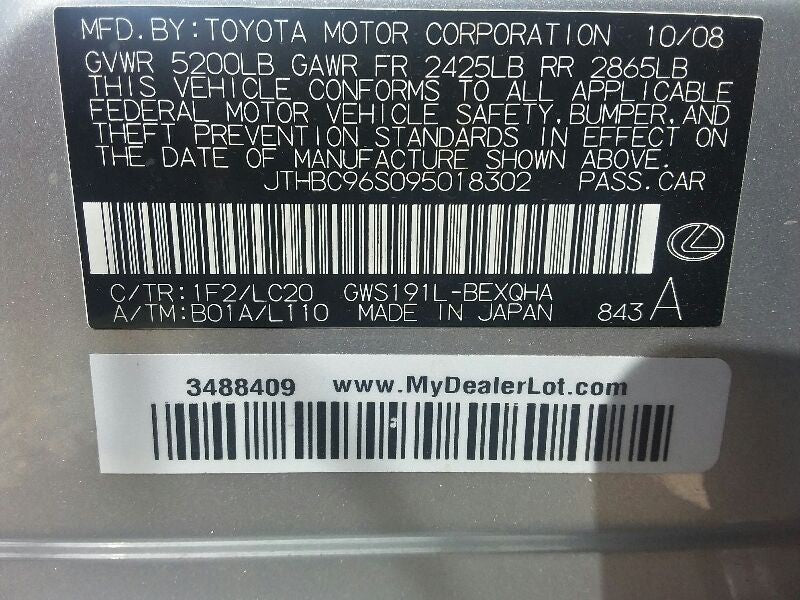 MFD.BY:TOYOTA MOTOR CORPORATION 10/08
GVWR 5200LB GAWR FR 2425LB RR 2865LB
THIS VEHICLE CONFORMS TO ALL APPLICABLE
FEDERAL MOTOR VEHICLE SAFETY,BUMPER,AND
THEFT PREVENTION STANDARDS IN EFFECT ON
THE DATE OF MANUFACTURE SHOWN ABOVE.
JTHBC96S095018302 PASS.CAR
C/TR:1F2/LC20 GWS191L-BEXQHA
A/TM:B01A/L110 MADE IN JAPAN 843 A
3488409 www.MyDealerLot.com